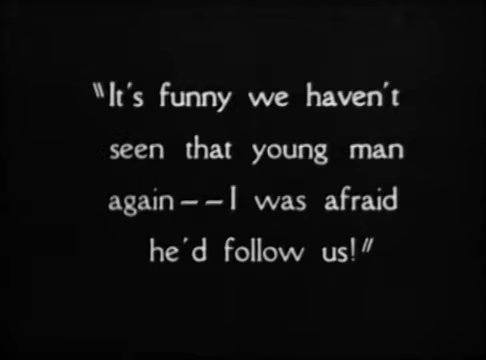 "It's funny we haven't
seen that young man
again--I was afraid
he'd follow us!"